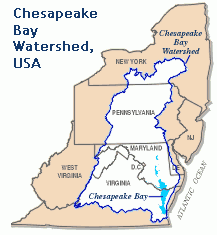 Chesapeake
Bay
Watershed,
USA
Chesapeake
Bay
Watershed
NEW YORK
PENNSYLVANIA
NJ
MARYLAND
D.C.
DE
WEST
VIRGINIA
VIRGINIA
Chesapeake Bay
ATLANTIC OCEAN